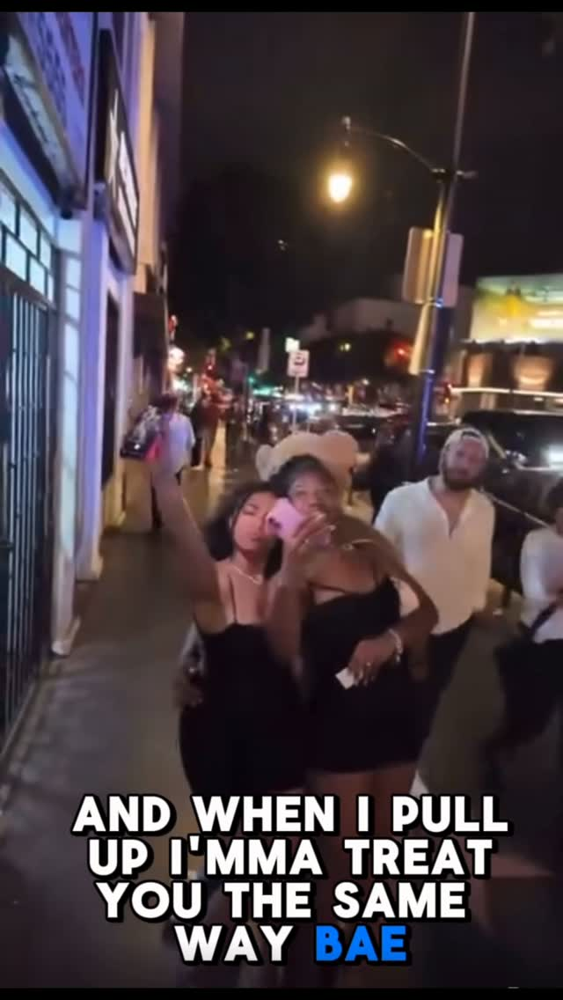 AND WHEN I PULL
UP I'MMA TREAT
YOU THE SAME
WAY BAE